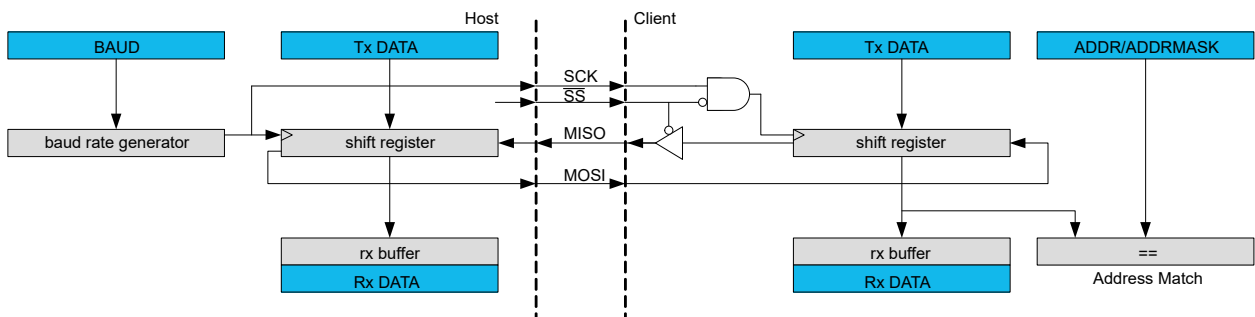 Host
Client
BAUD
Tx DATA
Tx DATA
ADDR/ADDRMASK
SCK
SS
baud rate generator
shift register
MISO
shift register
MOSI
rx buffer
Rx DATA
rx buffer
Rx DATA
==
Address Match